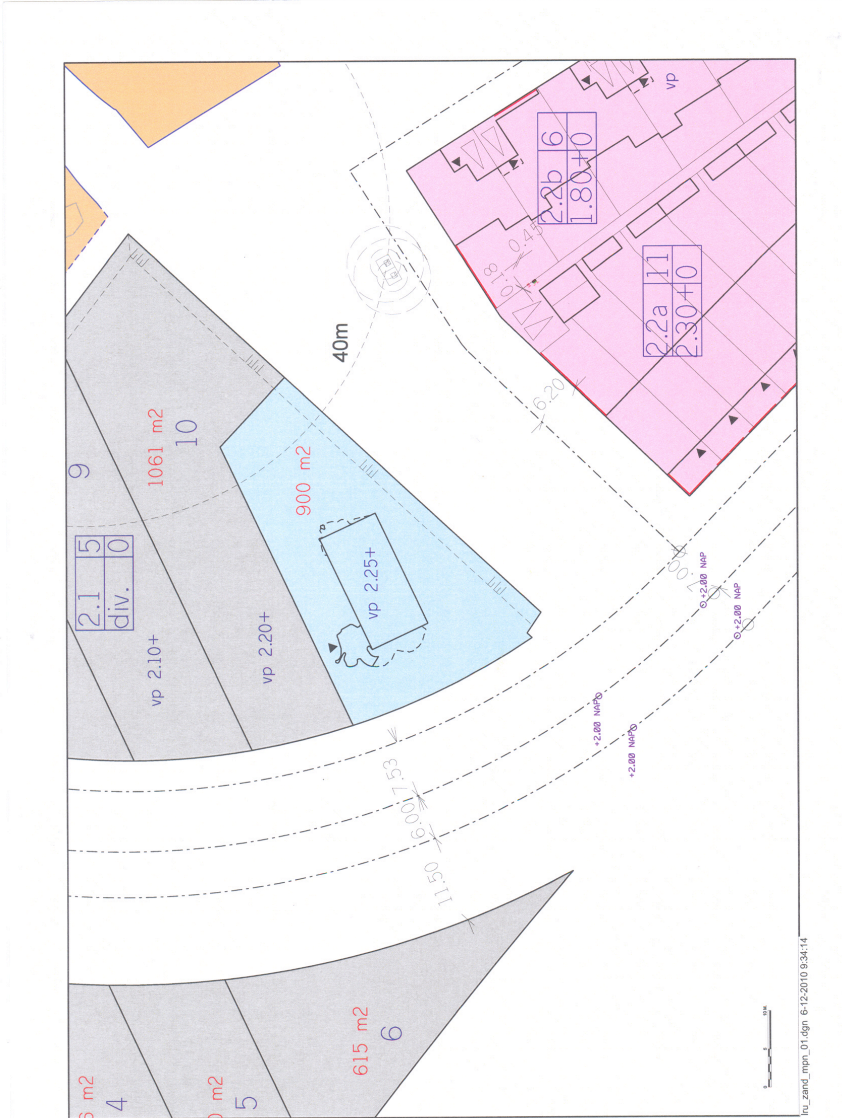 vp
2.2b 6
1.80+0
0.45
0.18
2.2a 11
2.30+0
40m
6.20
1061 m2
10
9
900 m2
2.1 5
div. 0
vp 2.25+
vp 2.20+
vp 2.10+
+2.00 NAP
+2.00 NAP
+2.00 NAP
+2.00 NAP
7.53
6.00
11.50
615 m2
6
m2
5
m2
4
lru_zand_mpn_01.dgn 6-12-2010 9:34:14